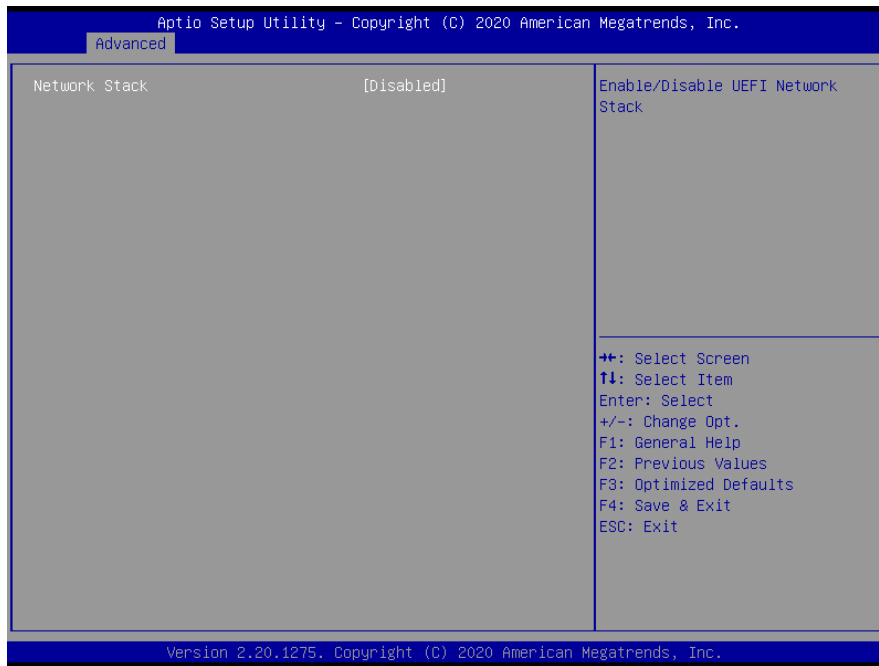 Aptio Setup Utility – Copyright (C) 2020 American Megatrends, Inc.
Advanced
Network Stack [Disabled]
Enable/Disable UEFI Network
Stack
→←: Select Screen
↑↓: Select Item
Enter: Select
+/-: Change Opt.
F1: General Help
F2: Previous Values
F3: Optimized Defaults
F4: Save & Exit
ESC: Exit
Version 2.20.1275. Copyright (C) 2020 American Megatrends, Inc.